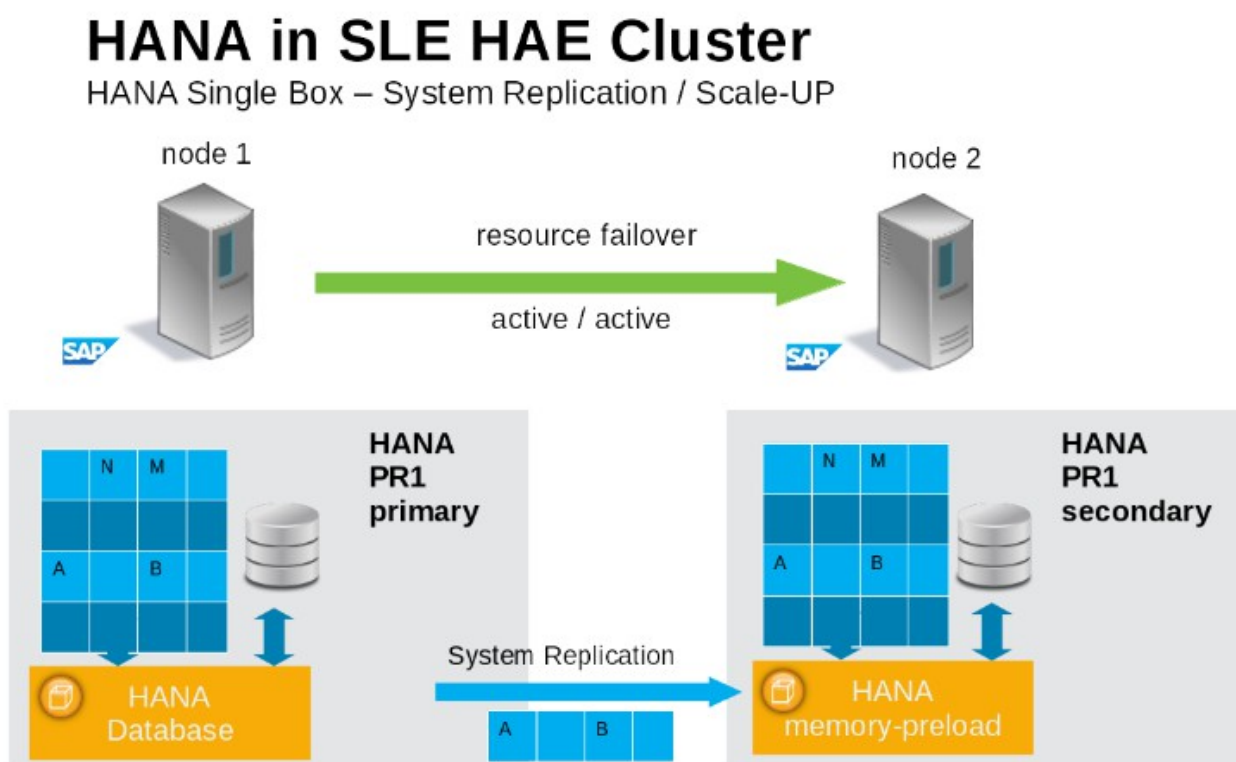 HANA in SLE HAE Cluster
HANA Single Box – System Replication / Scale-UP
node 1
node 2
resource failover
active / active
SAP
SAP
N M
A B
HANA
PR1
primary
N M
A B
HANA
PR1
secondary
HANA
Database
System Replication
A B
HANA
memory-preload